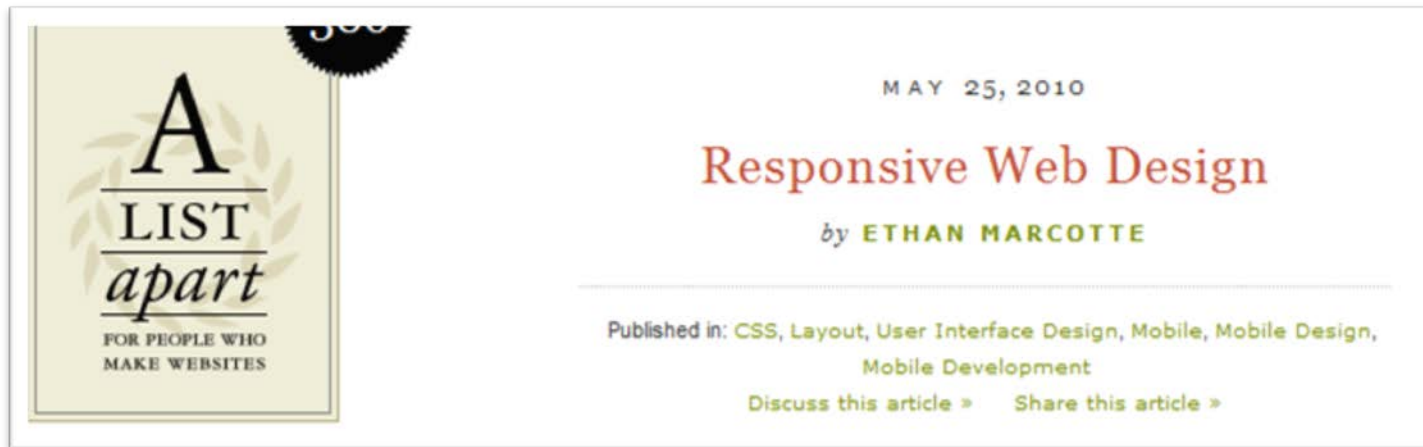 A
LIST
apart
FOR PEOPLE WHO
MAKE WEBSITES
MAY 25, 2010
Responsive Web Design
by ETHAN MARCOTTE
Published in: CSS, Layout, User Interface Design, Mobile, Mobile Design,
Mobile Development
Discuss this article » Share this article »